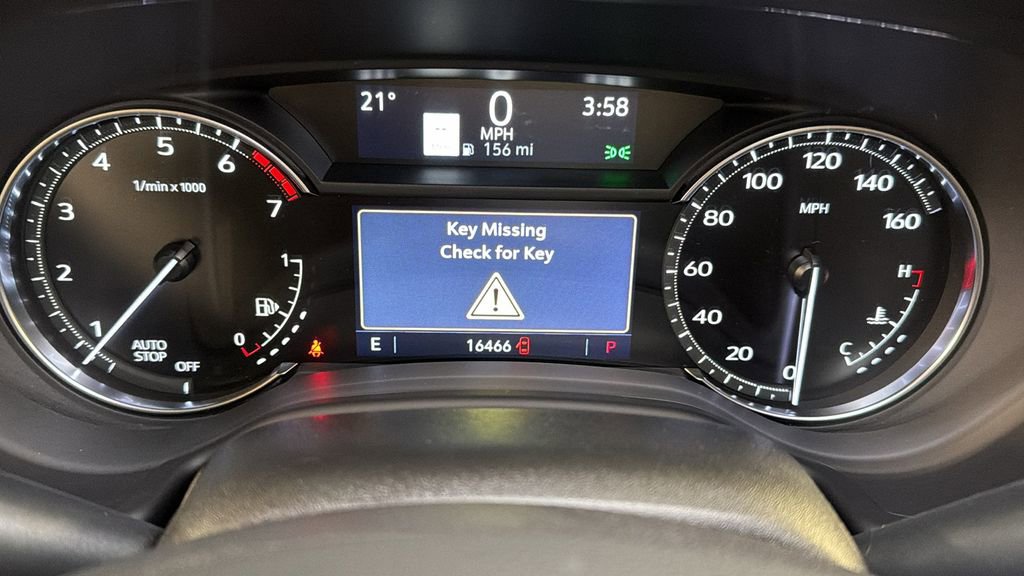 21° 0 3:58
MPH
156 mi
1 2 3 4 5 6 7
1/min x 1000
AUTO
STOP
OFF
1
0
Key Missing
Check for Key
E 16466 P
0 20 40 60 80 100 120 140 160
MPH
H
C